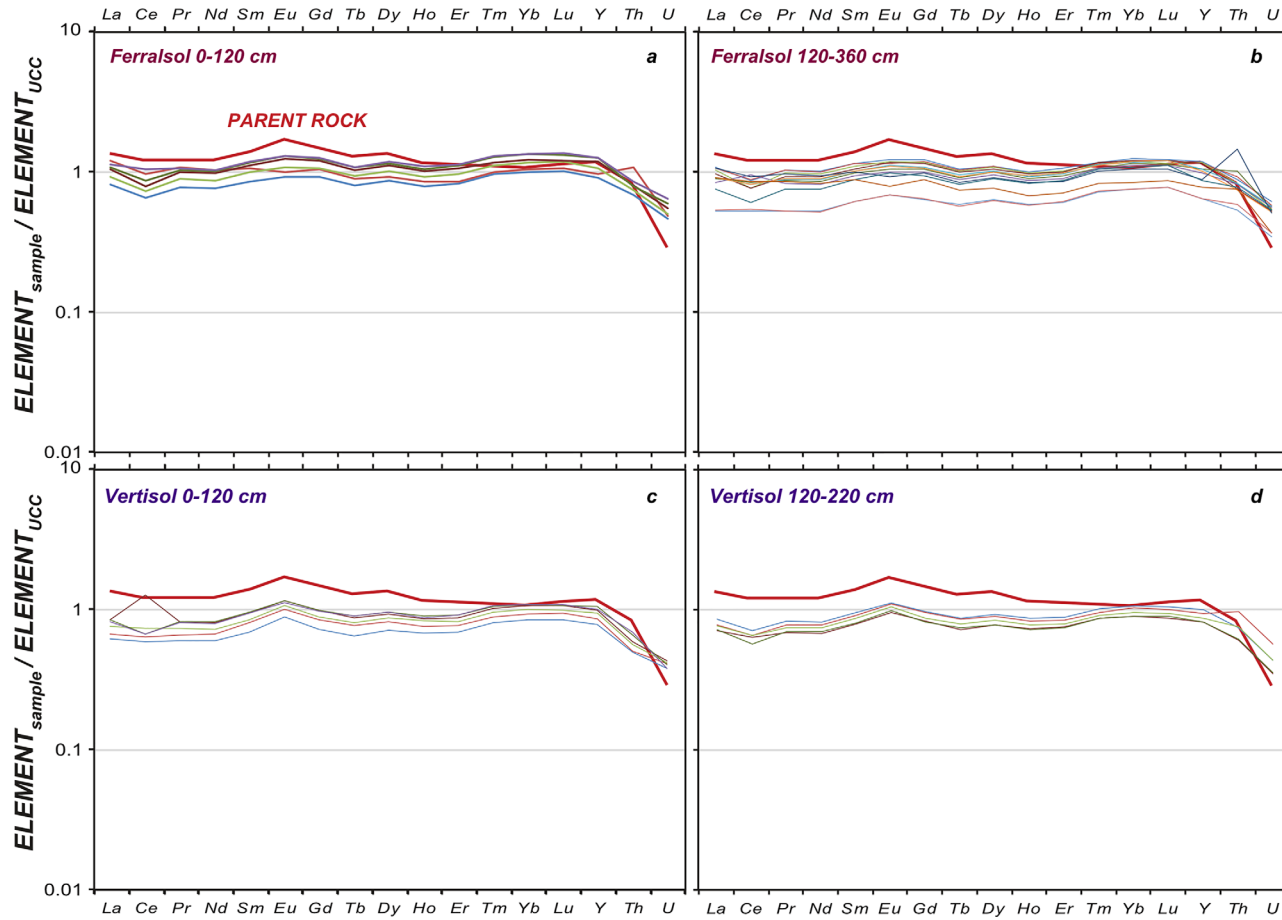 La Ce Pr Nd Sm Eu Gd Tb Dy Ho Er Tm Yb Lu Y Th U La Ce Pr Nd Sm Eu Gd Tb Dy Ho Er Tm Yb Lu Y Th U
10
Ferralsol 0-120 cm a Ferralsol 120-360 cm b
PARENT ROCK
ELEMENTsample / ELEMENTUCC
1
0.1
0.01
10
Vertisol 0-120 cm c Vertisol 120-220 cm d
ELEMENTsample / ELEMENTUCC
1
0.1
0.01
La Ce Pr Nd Sm Eu Gd Tb Dy Ho Er Tm Yb Lu Y Th U La Ce Pr Nd Sm Eu Gd Tb Dy Ho Er Tm Yb Lu Y Th U